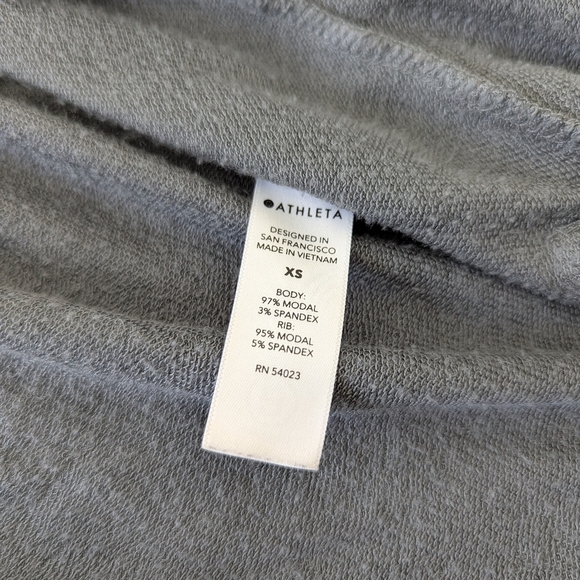 ATHLETA
DESIGNED IN
SAN FRANCISCO
MADE IN VIETNAM
XS
BODY:
97% MODAL
3% SPANDEX
RIB:
95% MODAL
5% SPANDEX
RN 54023